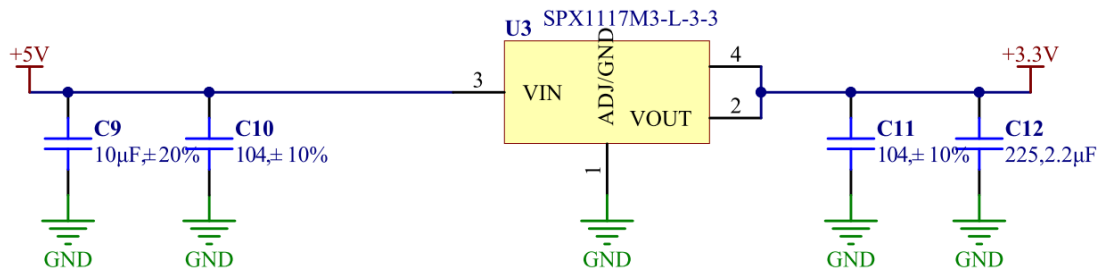 SPX1117M3-L-3-3
U3
+5V
+3.3V
ADJ/GND
4
3
VIN
2
VOUT
C9
10μF,±20%
C10
104,±10%
C11
104,±10%
C12
225,2.2μF
1
GND
GND
GND
GND
GND